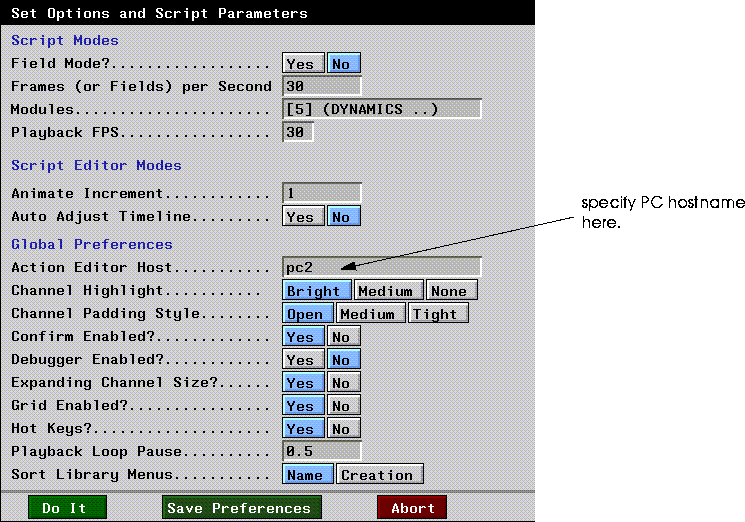 Set Options and Script Parameters
Script Modes
Field Mode?.................. Yes No
Frames (or Fields) per Second 30
Modules...................... [5] (DYNAMICS ..)
Playback FPS................. 30
Script Editor Modes
Animate Increment............ 1
Auto Adjust Timeline......... Yes No
specify PC hostname
here.
Global Preferences
Action Editor Host........... pc2
Channel Highlight........... Bright Medium None
Channel Padding Style........ Open Medium Tight
Confirm Enabled?............. Yes No
Debugger Enabled?............ Yes No
Expanding Channel Size?...... Yes No
Grid Enabled?................ Yes No
Hot Keys?.................... Yes No
Playback Loop Pause.......... 0.5
Sort Library Menus........... Name Creation
Do It Save Preferences Abort